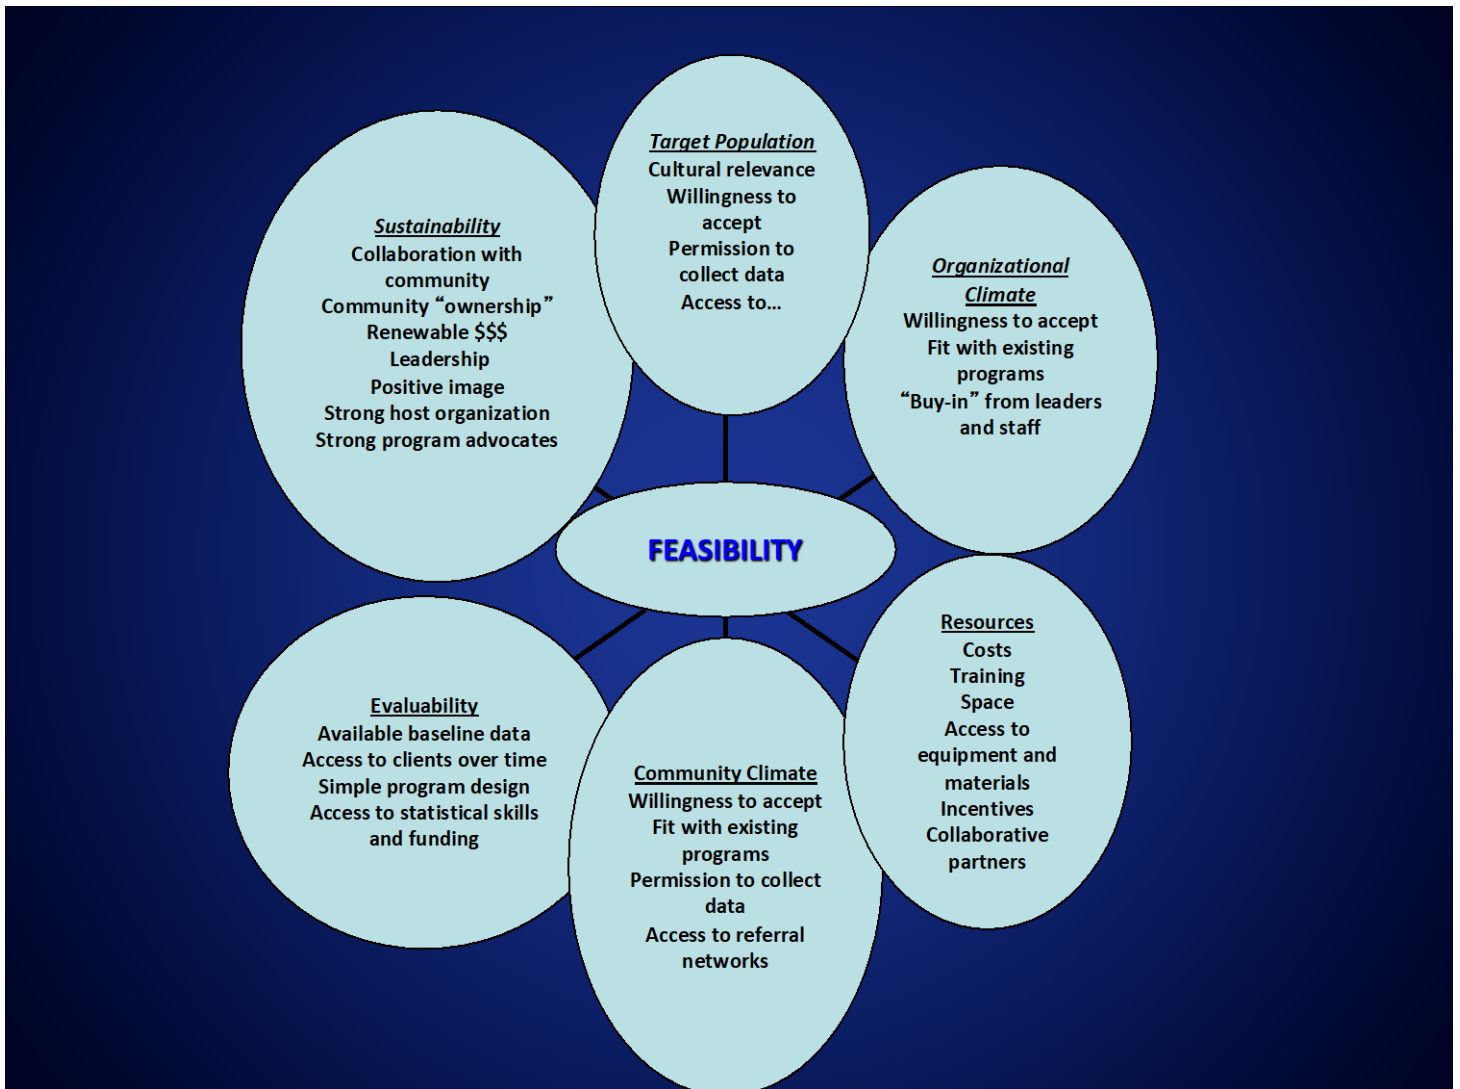 Target Population
Cultural relevance
Willingness to
accept
Permission to
collect data
Access to...
Sustainability
Collaboration with
community
Community “ownership”
Renewable $$$
Leadership
Positive image
Strong host organization
Strong program advocates
Organizational
Climate
Willingness to accept
Fit with existing
programs
“Buy-in” from leaders
and staff
FEASIBILITY
Resources
Costs
Training
Space
Access to
equipment and
materials
Incentives
Collaborative
partners
Evaluability
Available baseline data
Access to clients over time
Simple program design
Access to statistical skills
and funding
Community Climate
Willingness to accept
Fit with existing
programs
Permission to collect
data
Access to referral
networks